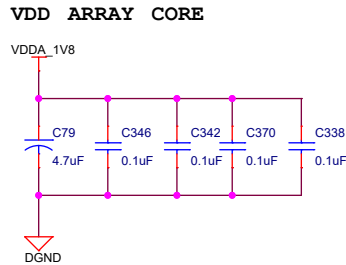 VDD ARRAY CORE
VDDA_1V8
C79 C346 C342 C370 C338
4.7uF 0.1uF 0.1uF 0.1uF 0.1uF
DGND